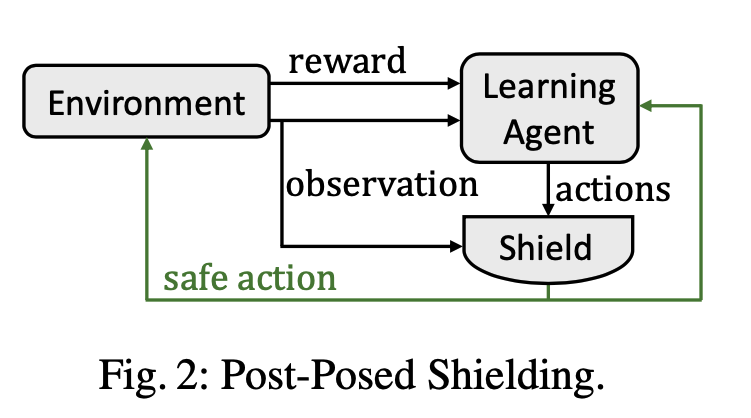 reward
Environment
Learning
Agent
observation
actions
Shield
safe action
Fig. 2: Post-Posed Shielding.